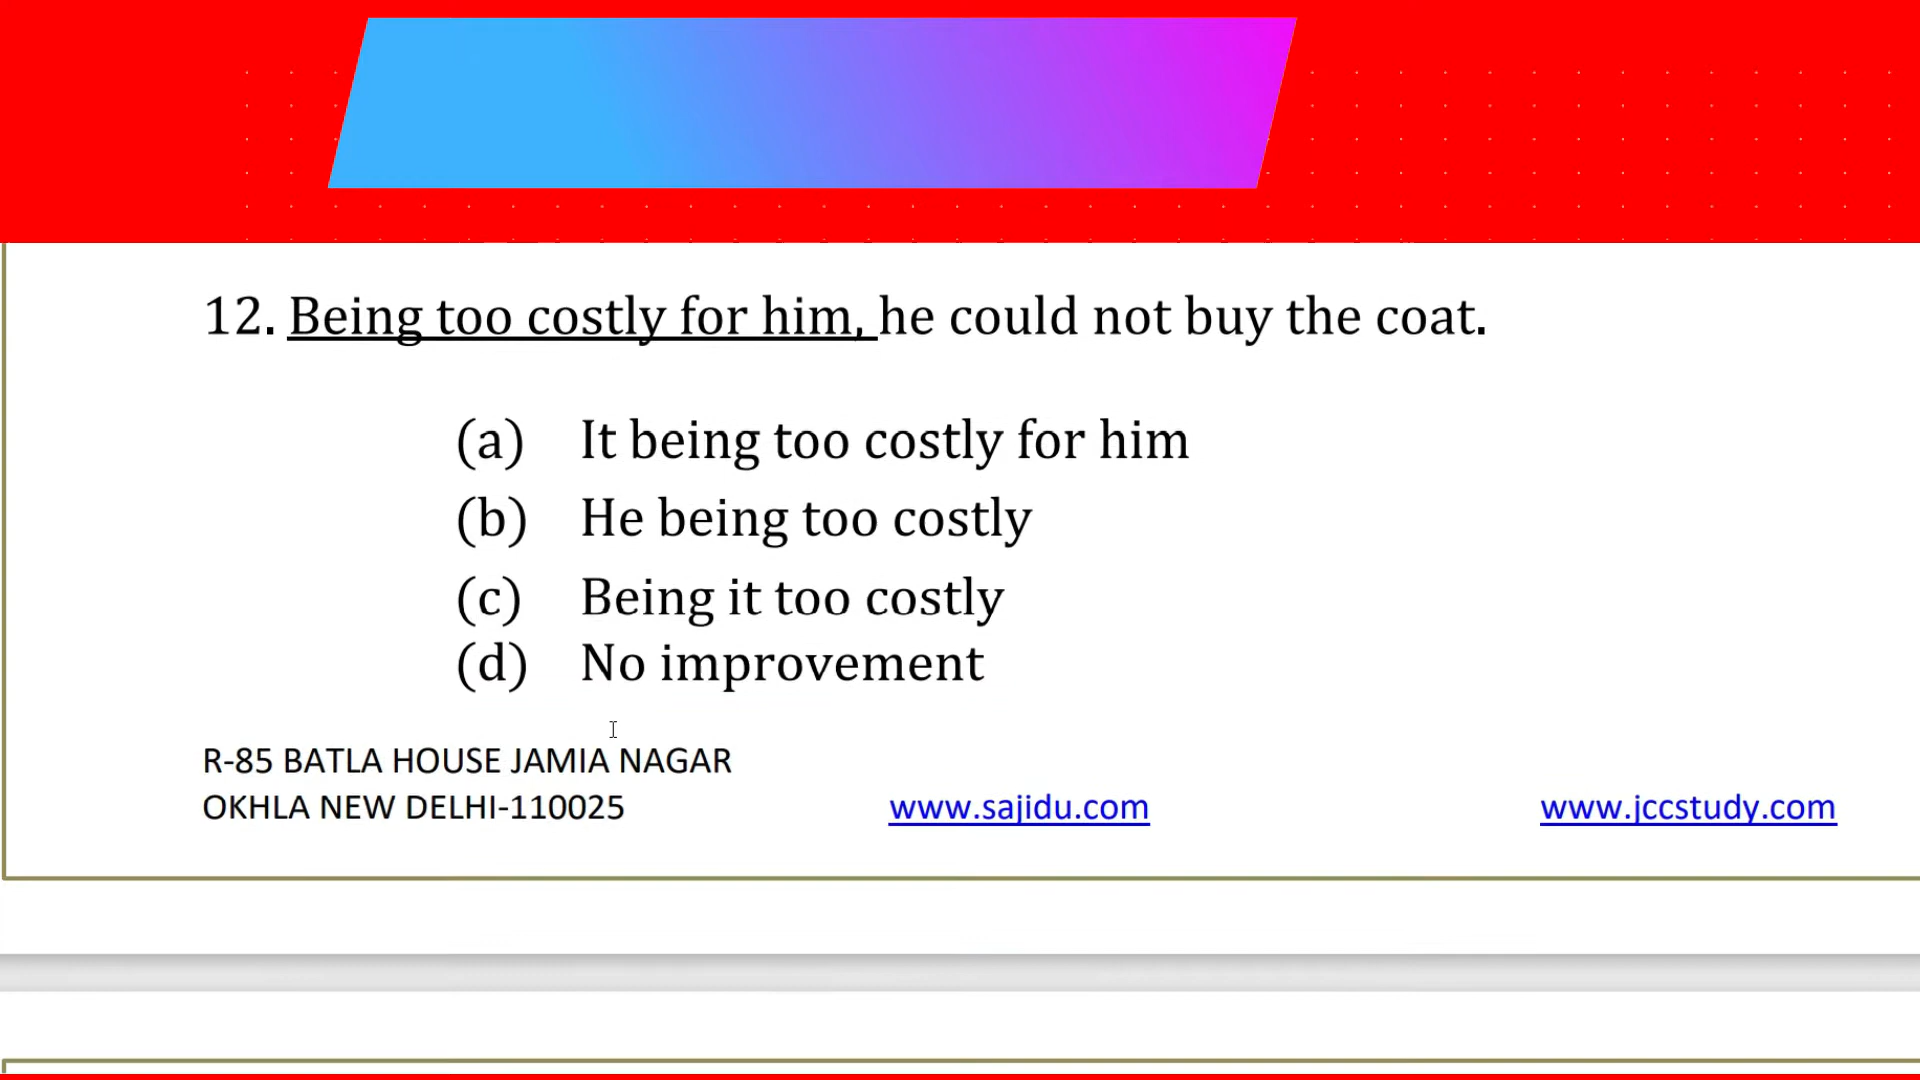 12. Being too costly for him, he could not buy the coat.
(a) It being too costly for him
(b) He being too costly
(c) Being it too costly
(d) No improvement
R-85 BATLA HOUSE JAMIA NAGAR
OKHLA NEW DELHI-110025 www.sajidu.com www.jccstudy.com